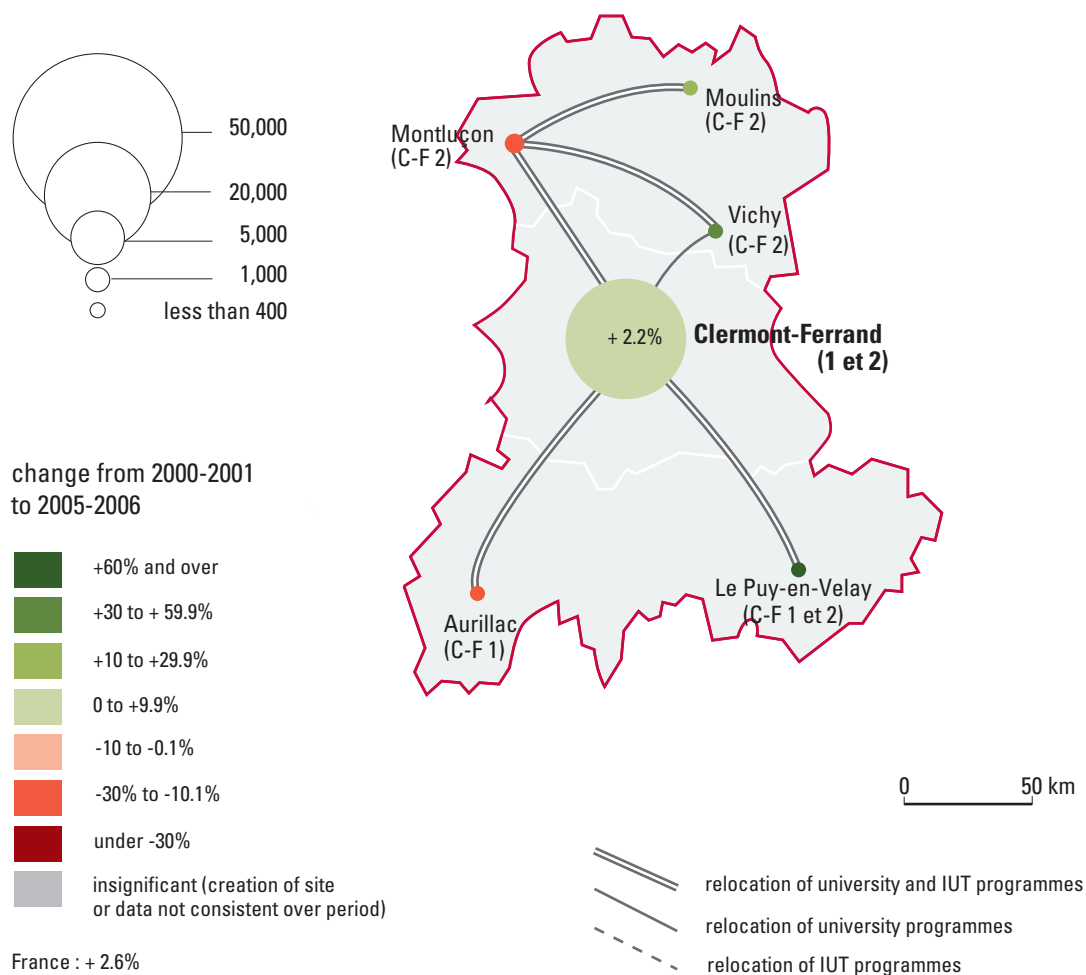 50,000
20,000
5,000
1,000
less than 400
Moulins
(C-F 2)
Montluçon
(C-F 2)
Vichy
(C-F 2)
+ 2.2%
Clermont-Ferrand
(1 et 2)
Le Puy-en-Velay
(C-F 1 et 2)
Aurillac
(C-F 1)
change from 2000-2001
to 2005-2006
+60% and over
+30 to + 59.9%
+10 to +29.9%
0 to +9.9%
-10 to -0.1%
-30% to -10.1%
under -30%
insignificant (creation of site
or data not consistent over period)
France : + 2.6%
0 50 km
relocation of university and IUT programmes
relocation of university programmes
relocation of IUT programmes